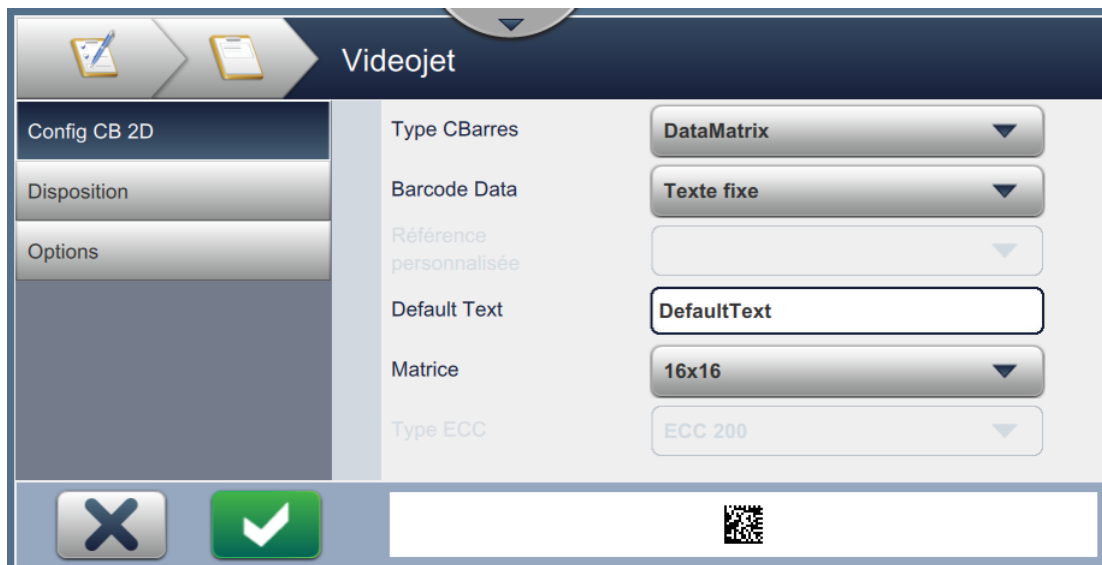 Videojet
Config CB 2D
Disposition
Options
Type CBarres
DataMatrix
Barcode Data
Texte fixe
Référence
personnalisée
Default Text
DefaultText
Matrice
16x16
Type ECC
ECC 200